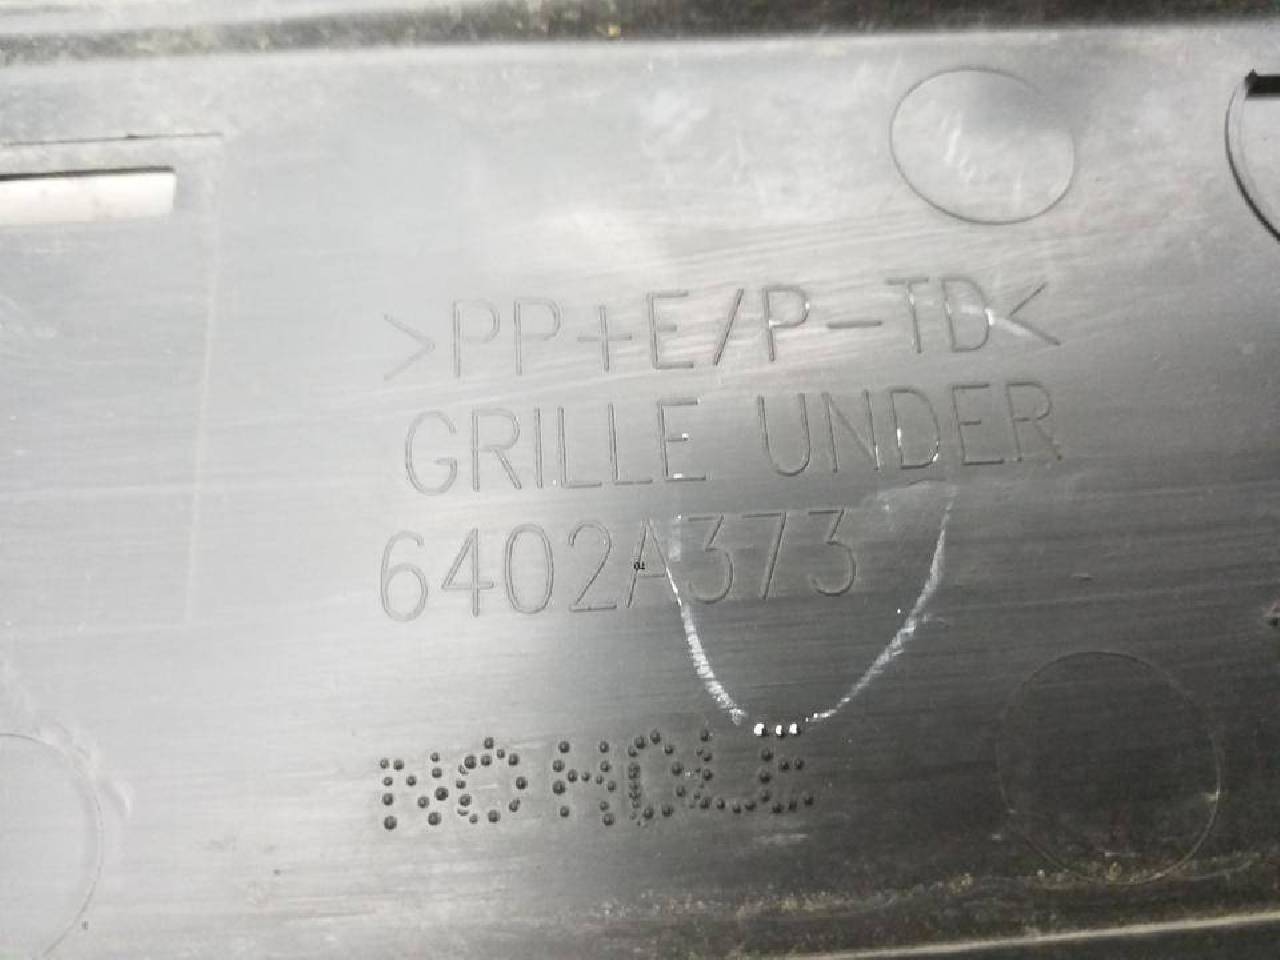 >PP+E/P-TD<
GRILLE UNDER
6402A373
NO HOLE